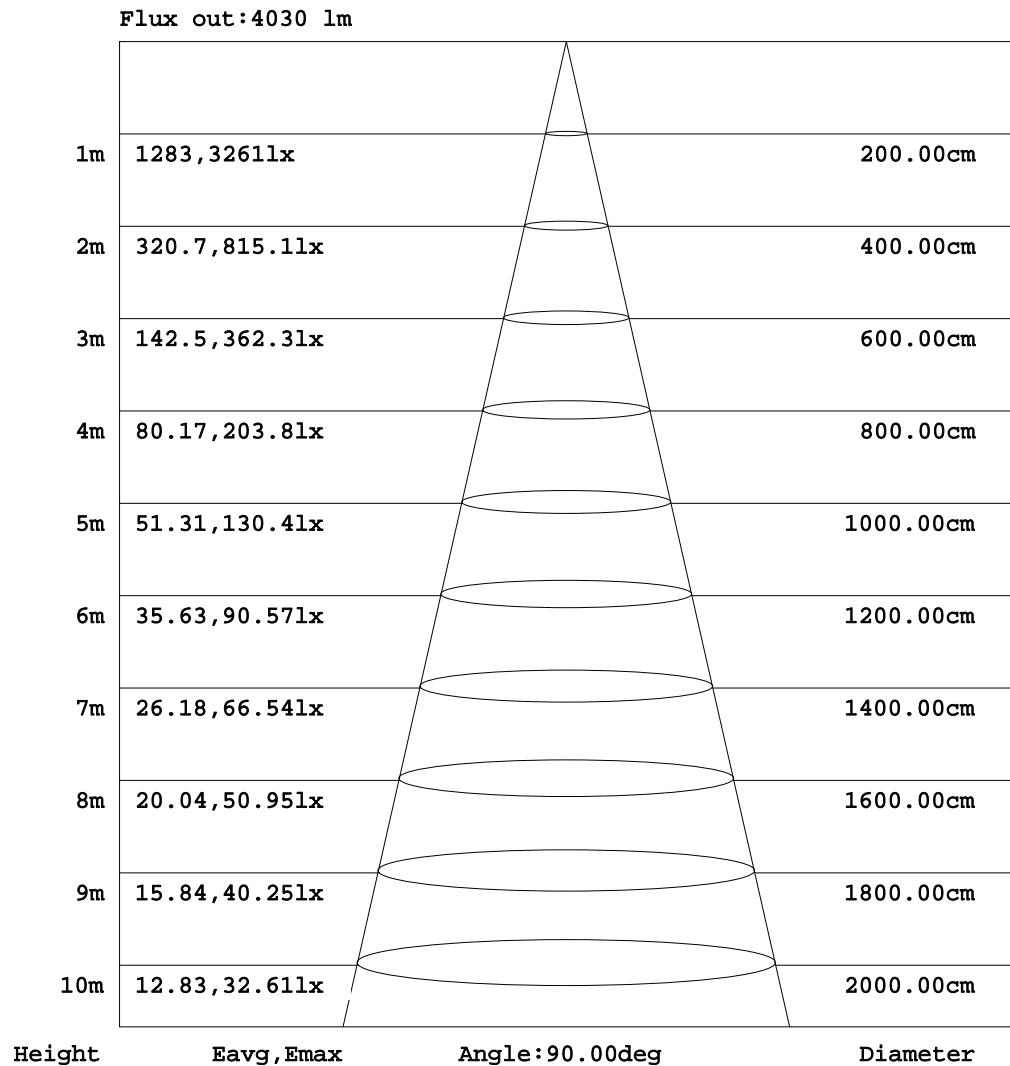 Flux out:4030 lm
1m 1283,3261lx 200.00cm
2m 320.7,815.1lx 400.00cm
3m 142.5,362.3lx 600.00cm
4m 80.17,203.8lx 800.00cm
5m 51.31,130.4lx 1000.00cm
6m 35.63,90.57lx 1200.00cm
7m 26.18,66.54lx 1400.00cm
8m 20.04,50.95lx 1600.00cm
9m 15.84,40.25lx 1800.00cm
10m 12.83,32.61lx 2000.00cm
Height Eavg,Emax Angle:90.00deg Diameter